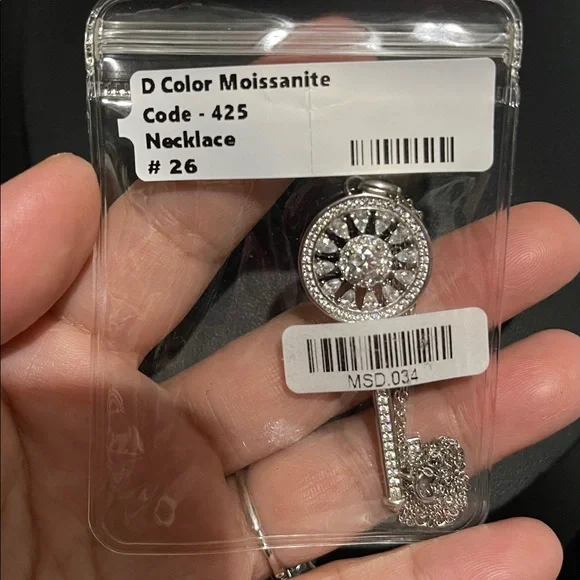 D Color Moissanite
Code - 425
Necklace
# 26
MSD.034